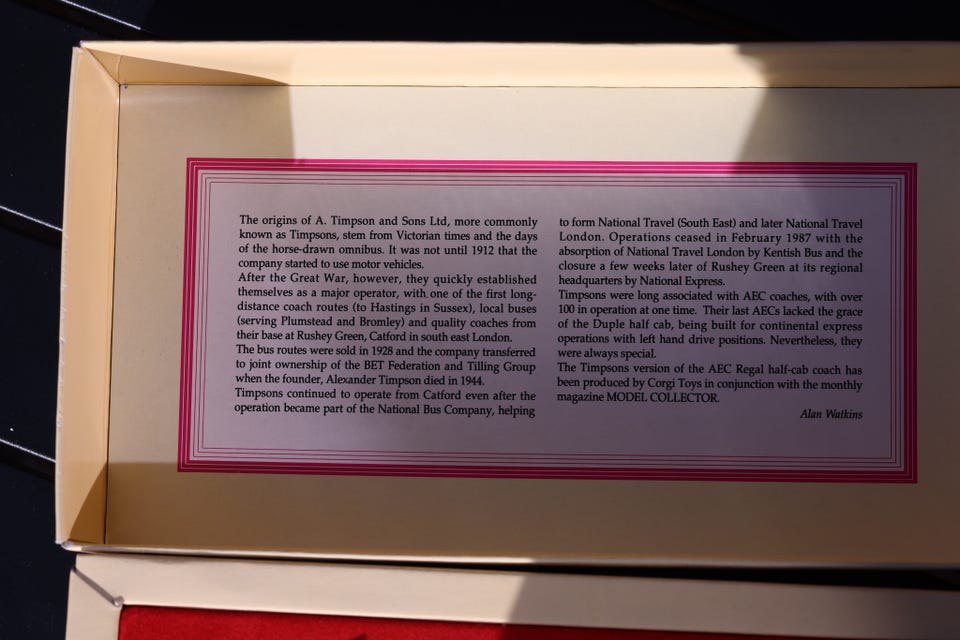 The origins of A. Timpson and Sons Ltd, more commonly
known as Timpsons, stem from Victorian times and the days
of the horse-drawn omnibus. It was not until 1912 that the
company started to use motor vehicles.
After the Great War, however, they quickly established
themselves as a major operator, with one of the first long-
distance coach routes (to Hastings in Sussex), local buses
(serving Plumstead and Bromley) and quality coaches from
their base at Rushey Green, Catford in south east London.
The bus routes were sold in 1928 and the company transferred
to joint ownership of the BET Federation and Tilling Group
when the founder, Alexander Timpson died in 1944.
Timpsons continued to operate from Catford even after the
operation became part of the National Bus Company, helping
to form National Travel (South East) and later National Travel
London. Operations ceased in February 1987 with the
absorption of National Travel London by Kentish Bus and the
closure a few weeks later of Rushey Green at its regional
headquarters by National Express.
Timpsons were long associated with AEC coaches, with over
100 in operation at one time. Their last AECs lacked the grace
of the Duple half cab, being built for continental express
operations with left hand drive positions. Nevertheless, they
were always special.
The Timpsons version of the AEC Regal half-cab coach has
been produced by Corgi Toys in conjunction with the monthly
magazine MODEL COLLECTOR.
Alan Watkins